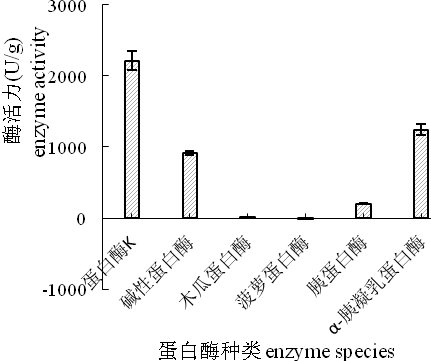 酶活力(U/g)
enzyme activity
3000
2000
1000
0
-1000
蛋白酶K
碱性蛋白酶
木瓜蛋白酶
菠萝蛋白酶
胰蛋白酶
α-胰凝乳蛋白酶
蛋白酶种类 enzyme species